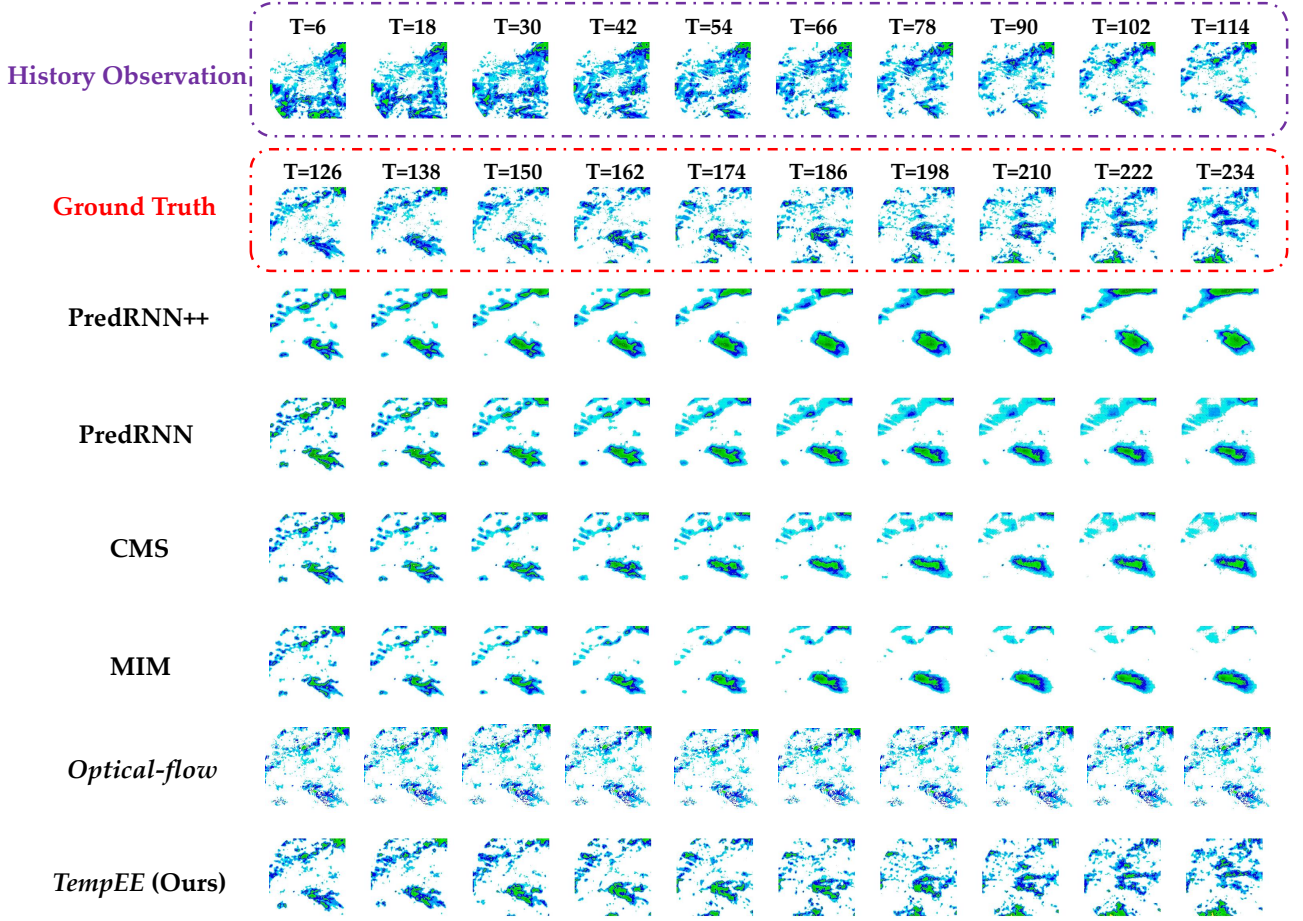 T=6 T=18 T=30 T=42 T=54 T=66 T=78 T=90 T=102 T=114
History Observation
T=126 T=138 T=150 T=162 T=174 T=186 T=198 T=210 T=222 T=234
Ground Truth
PredRNN++
PredRNN
CMS
MIM
Optical-flow
TempEE (Ours)